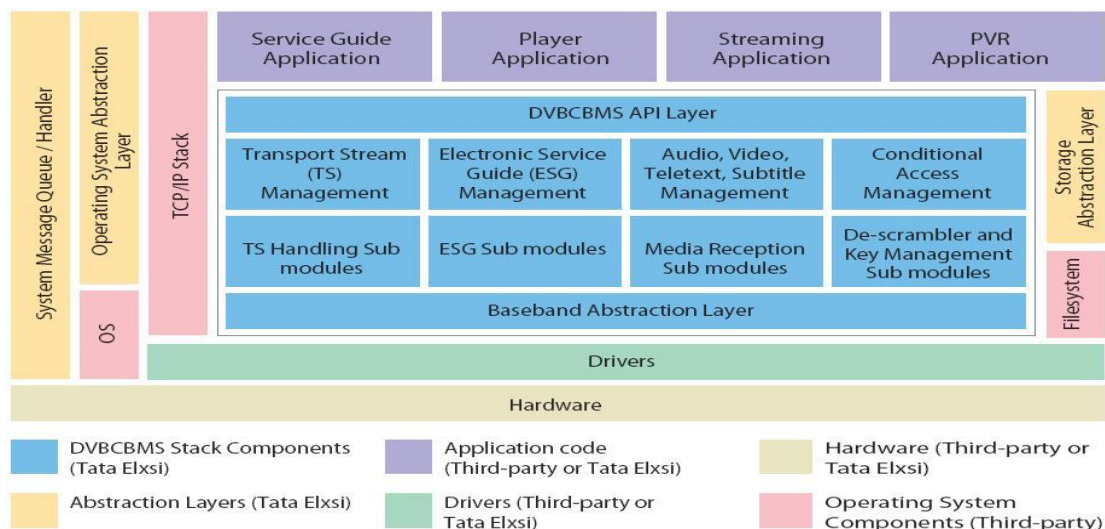 System Message Queue / Handler
Operating System Abstraction
Layer
OS
TCP/IP Stack
Service Guide
Application
Player
Application
Streaming
Application
PVR
Application
DVBCBMS API Layer
Transport Stream
(TS)
Management
Electronic Service
Guide (ESG)
Management
Audio, Video,
Teletext, Subtitle
Management
Conditional
Access
Management
TS Handling Sub
modules
ESG Sub modules
Media Reception
Sub modules
De-scrambler and
Key Management
Sub modules
Baseband Abstraction Layer
Storage
Abstraction Layer
Filesystem
Drivers
Hardware
DVBCBMS Stack Components
(Tata Elxsi)
Application code
(Third-party or Tata Elxsi)
Hardware (Third-party or
Tata Elxsi)
Abstraction Layers (Tata Elxsi)
Drivers (Third-party or
Tata Elxsi)
Operating System
Components (Third-party)